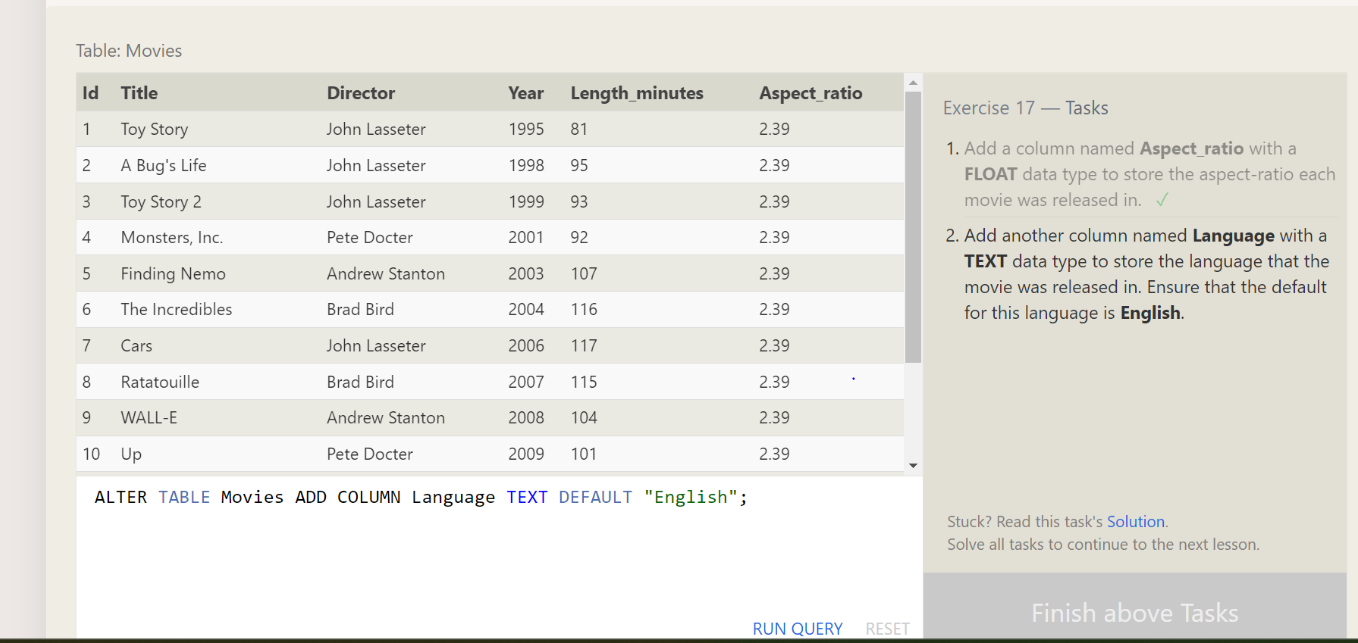 Table: Movies
Id Title Director Year Length_minutes Aspect_ratio
1 Toy Story John Lasseter 1995 81 2.39
2 A Bug's Life John Lasseter 1998 95 2.39
3 Toy Story 2 John Lasseter 1999 93 2.39
4 Monsters, Inc. Pete Docter 2001 92 2.39
5 Finding Nemo Andrew Stanton 2003 107 2.39
6 The Incredibles Brad Bird 2004 116 2.39
7 Cars John Lasseter 2006 117 2.39
8 Ratatouille Brad Bird 2007 115 2.39
9 WALL-E Andrew Stanton 2008 104 2.39
10 Up Pete Docter 2009 101 2.39
ALTER TABLE Movies ADD COLUMN Language TEXT DEFAULT "English";
RUN QUERY RESET
Exercise 17 — Tasks
1. Add a column named Aspect_ratio with a
FLOAT data type to store the aspect-ratio each
movie was released in. ✓
2. Add another column named Language with a
TEXT data type to store the language that the
movie was released in. Ensure that the default
for this language is English.
Stuck? Read this task's Solution.
Solve all tasks to continue to the next lesson.
Finish above Tasks